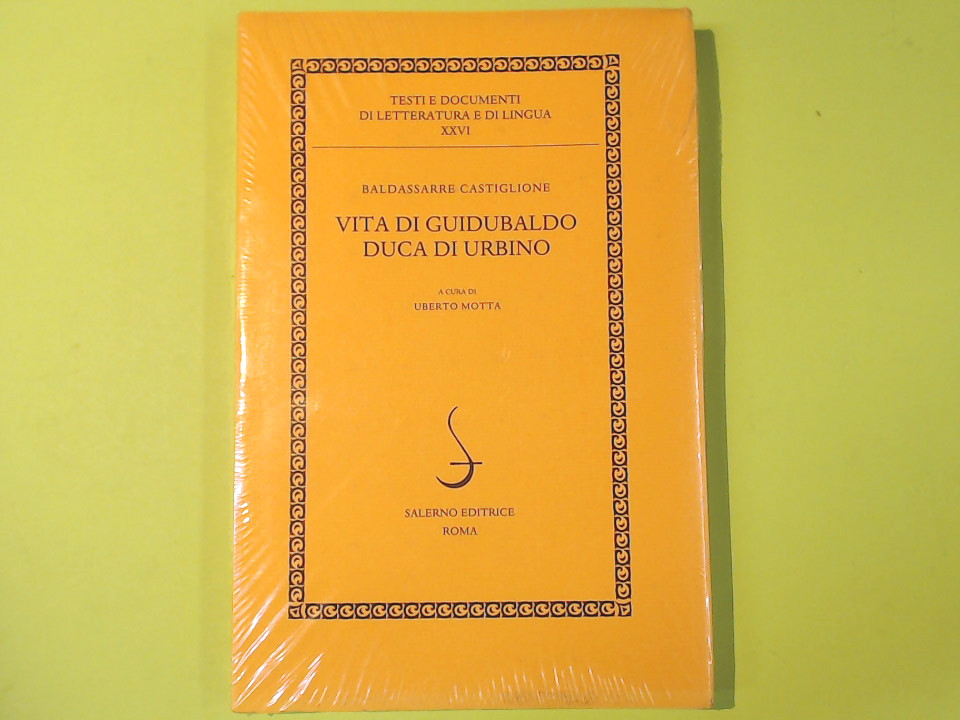 TESTI E DOCUMENTI
DI LETTERATURA E DI LINGUA
XXVI
BALDASSARRE CASTIGLIONE
VITA DI GUIDUBALDO
DUCA DI URBINO
A CURA DI
UBERTO MOTTA
SALERNO EDITRICE
ROMA